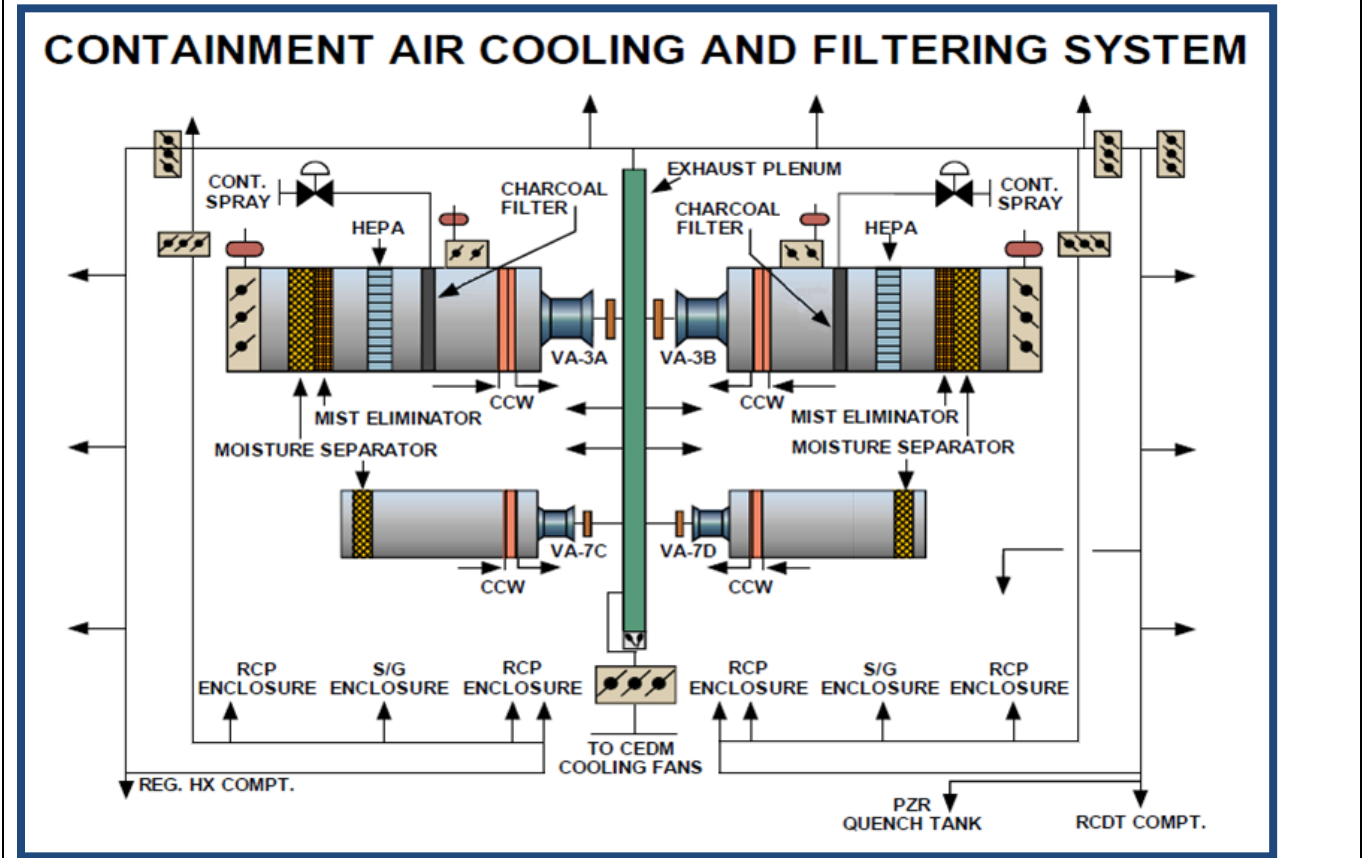 CONTAINMENT AIR COOLING AND FILTERING SYSTEM
EXHAUST PLENUM
CONT.
SPRAY
CHARCOAL
FILTER
HEPA
CHARCOAL
FILTER
HEPA
CONT.
SPRAY
VA-3A
VA-3B
CCW
CCW
MIST ELIMINATOR
MIST ELIMINATOR
MOISTURE SEPARATOR
MOISTURE SEPARATOR
VA-7C
VA-7D
CCW
CCW
RCP
ENCLOSURE
S/G
ENCLOSURE
RCP
ENCLOSURE
RCP
ENCLOSURE
S/G
ENCLOSURE
RCP
ENCLOSURE
TO CEDM
COOLING FANS
REG. HX COMPT.
PZR
QUENCH TANK
RCDT COMPT.